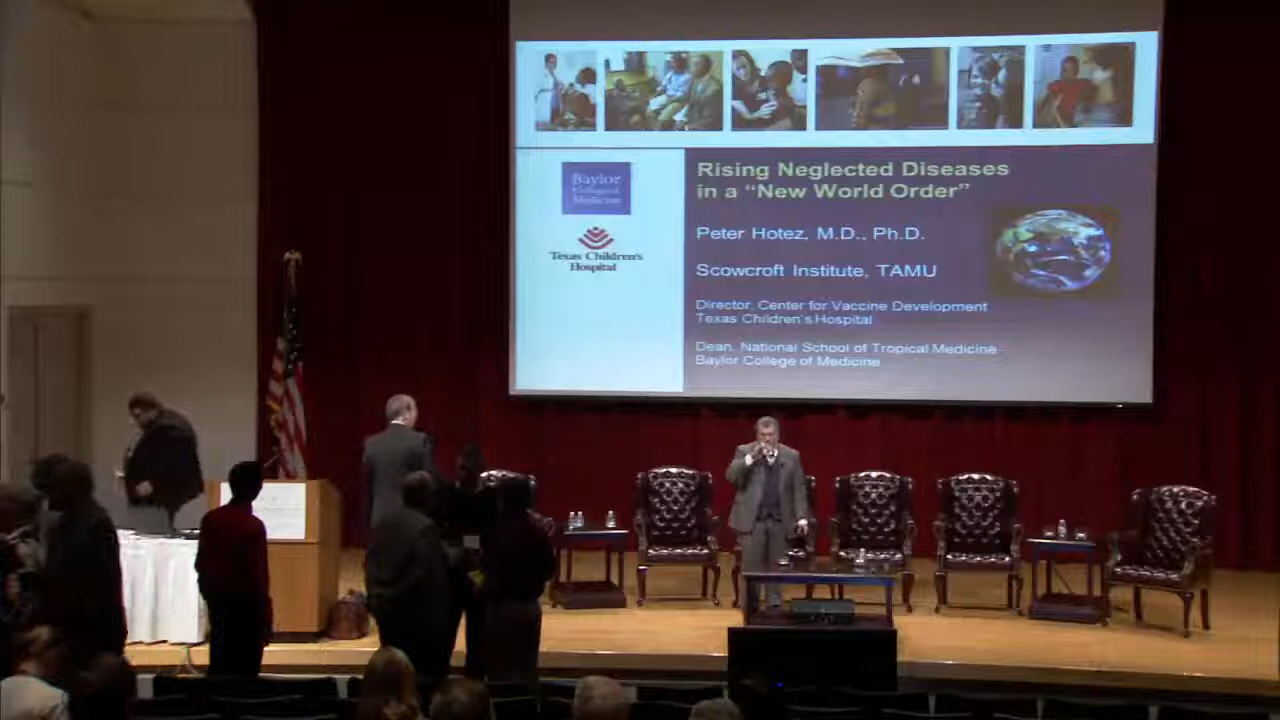 Baylor
College of
Medicine
Texas Children's
Hospital
Rising Neglected Diseases
in a “New World Order”
Peter Hotez, M.D., Ph.D.
Scowcroft Institute, TAMU
Director, Center for Vaccine Development
Texas Children's Hospital
Dean, National School of Tropical Medicine
Baylor College of Medicine